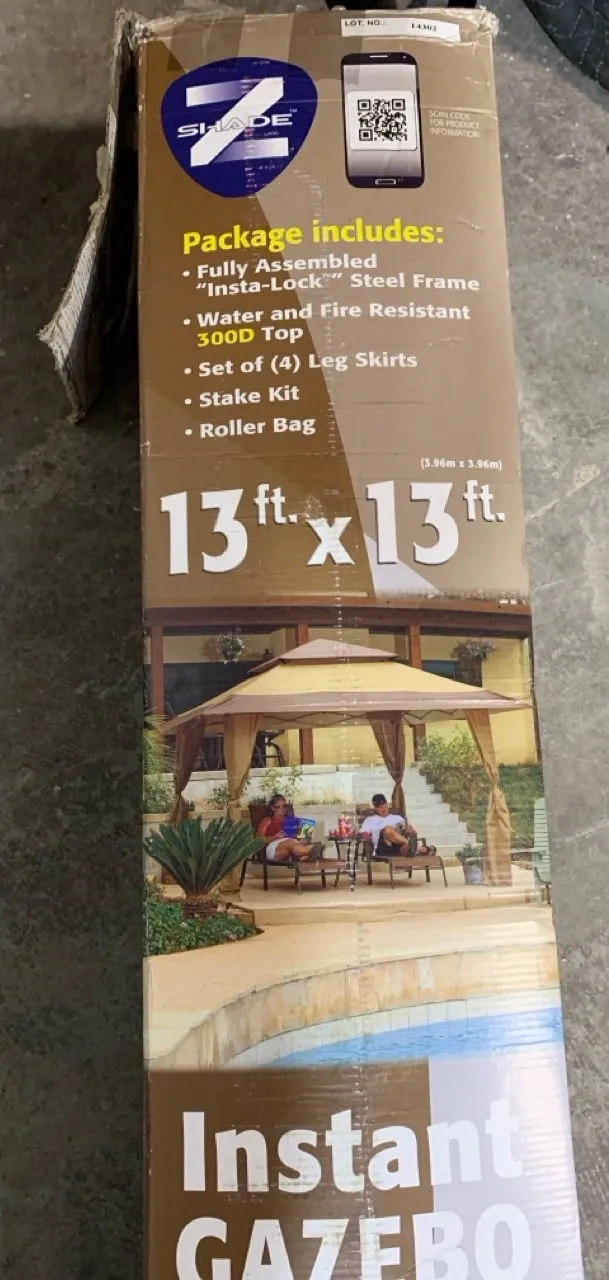 LOT. NO.: 14302
Z
SHADE™
SCAN CODE
FOR PRODUCT
INFORMATION
Package includes:
• Fully Assembled
“Insta-Lock™” Steel Frame
• Water and Fire Resistant
300D Top
• Set of (4) Leg Skirts
• Stake Kit
• Roller Bag
(3.96m x 3.96m)
13 ft. x 13 ft.
Instant
GAZEBO